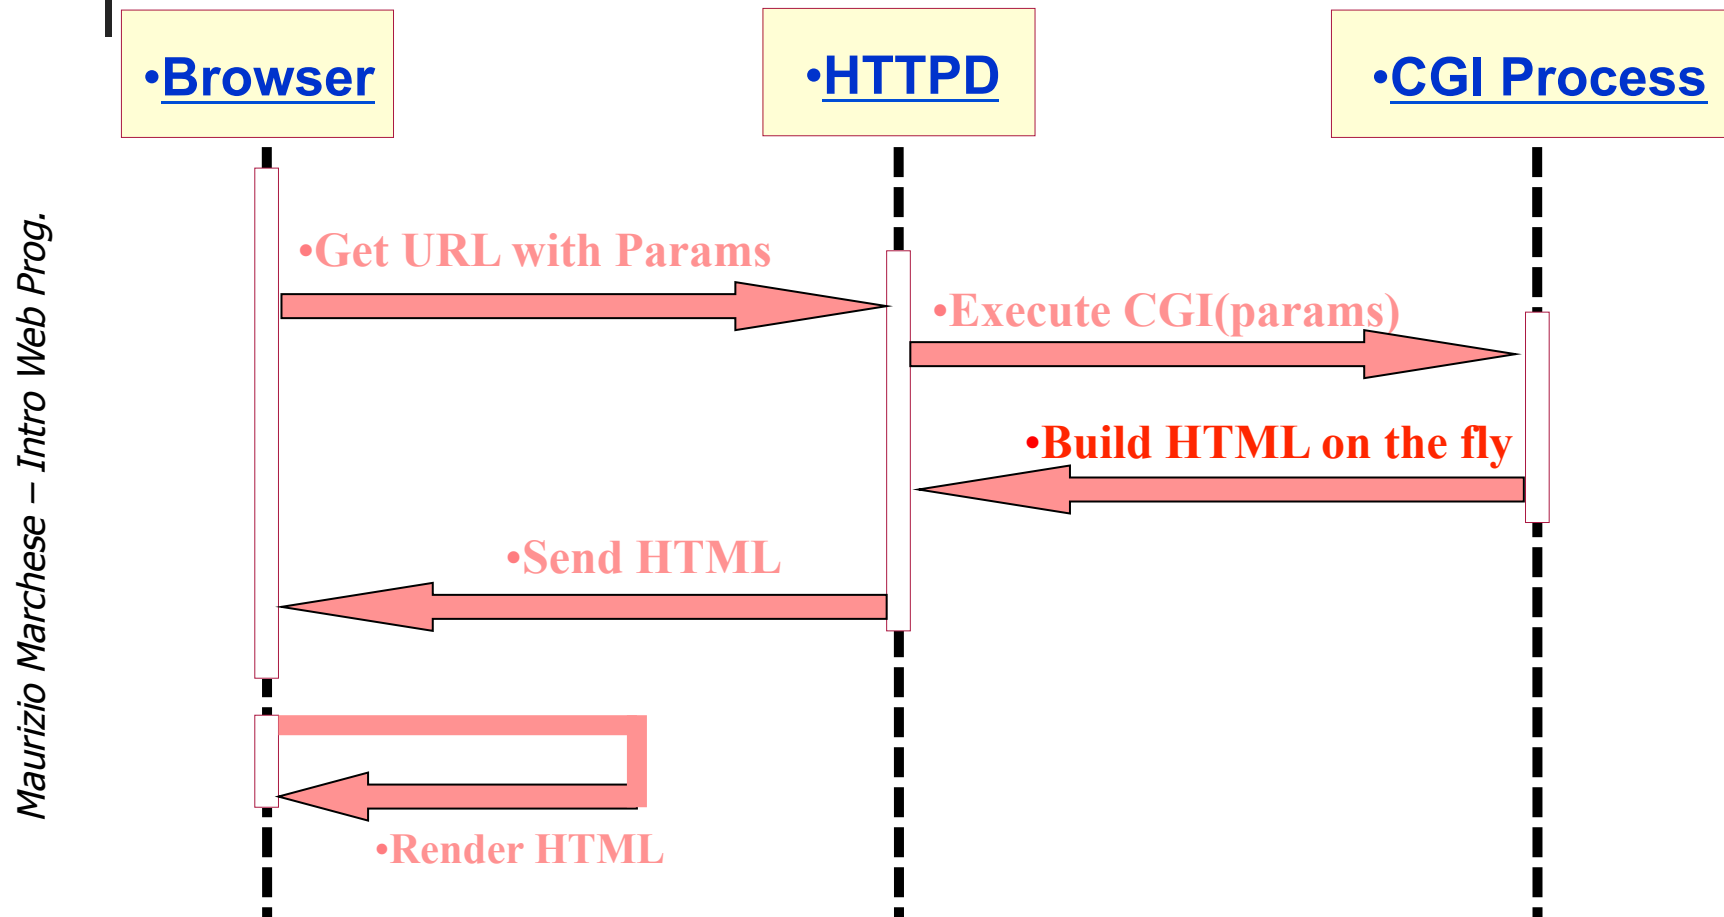 •Browser
•HTTPD
•CGI Process
•Get URL with Params
•Execute CGI(params)
•Build HTML on the fly
•Send HTML
•Render HTML
Maurizio Marchese – Intro Web Prog.